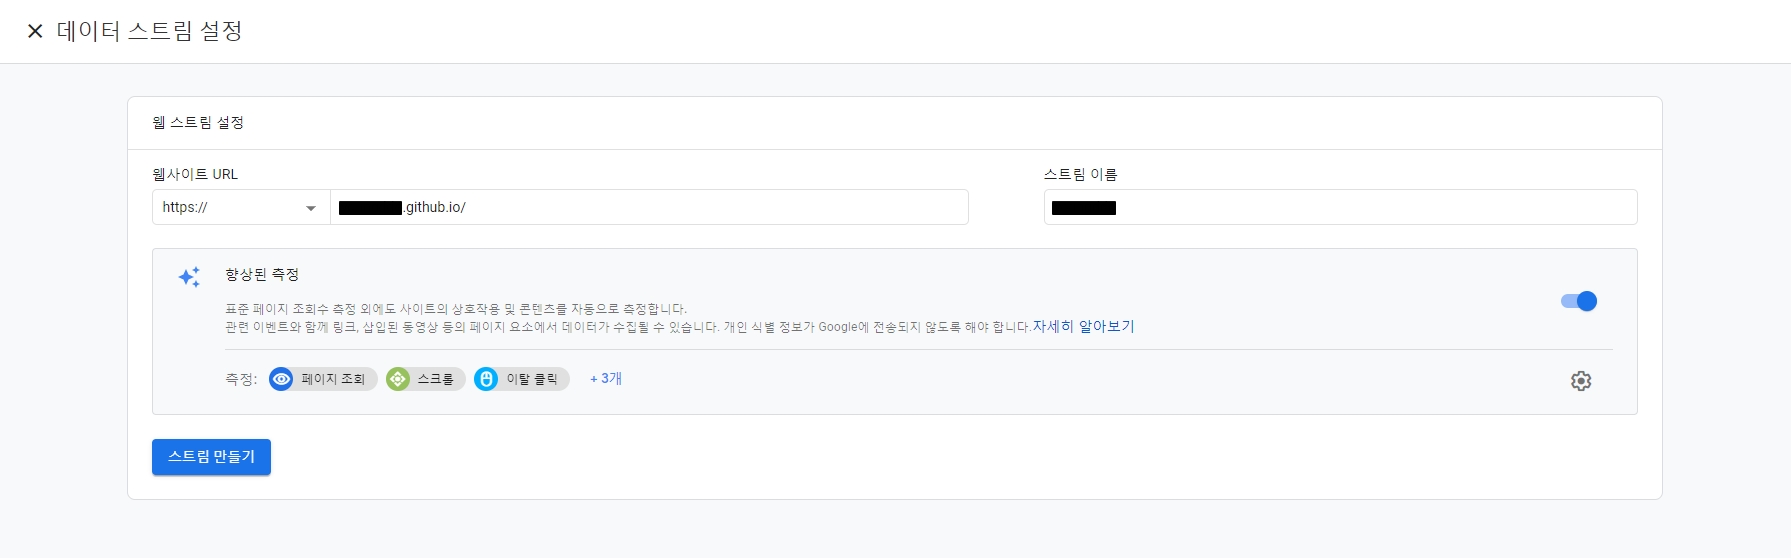 데이터 스트림 설정
웹 스트림 설정
웹사이트 URL
스트림 이름
https://
.github.io/
향상된 측정
표준 페이지 조회수 측정 외에도 사이트의 상호작용 및 콘텐츠를 자동으로 측정합니다.
관련 이벤트와 함께 링크, 삽입된 동영상 등의 페이지 요소에서 데이터가 수집될 수 있습니다. 개인 식별 정보가 Google에 전송되지 않도록 해야 합니다.자세히 알아보기
측정: 페이지 조회 스크롤 이탈 클릭 + 3개
스트림 만들기